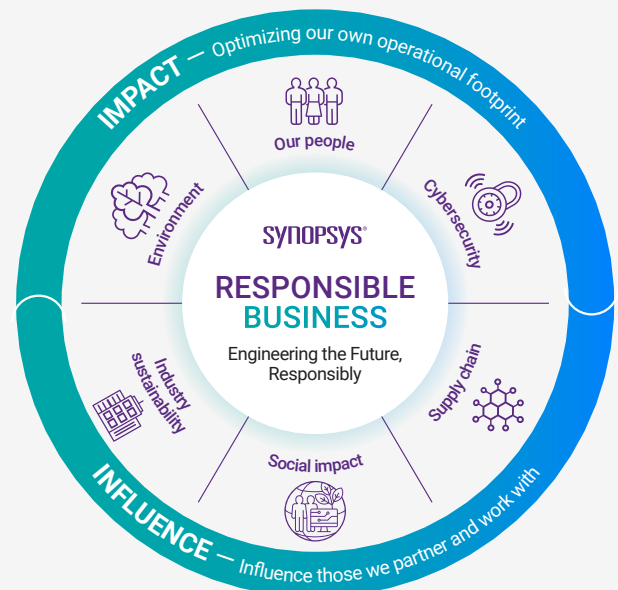 IMPACT — Optimizing our own operational footprint
Our people
Environment
Cybersecurity
SYNOPSYS®
RESPONSIBLE
BUSINESS
Engineering the Future,
Responsibly
Industry
sustainability
Supply chain
Social impact
INFLUENCE — Influence those we partner and work with